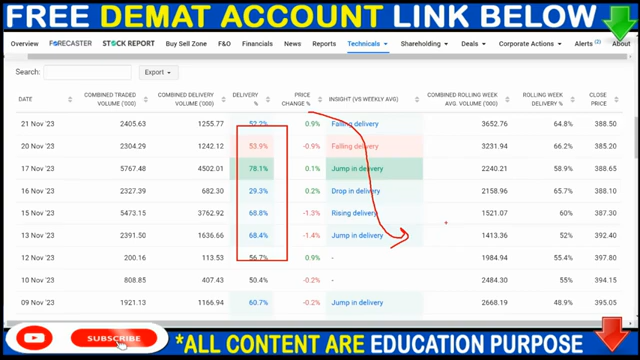 FREE DEMAT ACCOUNT LINK BELOW
Overview FORECASTER STOCK REPORT Buy Sell Zone F&O Financials News Reports Technicals Shareholding Deals Corporate Actions Alerts (2) About
Search: Export
DATE COMBINED TRADED VOLUME ('000) COMBINED DELIVERY VOLUME ('000) DELIVERY % PRICE CHANGE % INSIGHT (VS WEEKLY AVG) COMBINED ROLLING WEEK AVG. VOLUME ('000) ROLLING WEEK DELIVERY % CLOSE PRICE
21 Nov'23 2405.63 1255.77 52.2% 0.9% Falling delivery 3652.76 64.8% 388.50
20 Nov'23 2304.29 1242.12 53.9% -0.9% Falling delivery 3231.94 66.2% 385.20
17 Nov'23 5767.48 4502.01 78.1% 0.1% Jump in delivery 2240.21 58.9% 388.65
16 Nov'23 2327.39 682.30 29.3% 0.2% Drop in delivery 2158.96 65.7% 388.10
15 Nov'23 5473.15 3762.92 68.8% -1.3% Rising delivery 1521.07 60% 387.30
13 Nov'23 2391.50 1636.66 68.4% -1.4% Jump in delivery 1413.36 52% 392.40
12 Nov'23 200.16 113.53 56.7% 0.9% - 1984.94 55.4% 397.80
10 Nov'23 808.85 407.31 50.4% -0.2% - 2484.30 55% 394.15
09 Nov'23 1921.13 1166.94 60.7% -0.2% Jump in delivery 2668.19 48.9% 395.05
SUBSCRIBE *ALL CONTENT ARE EDUCATION PURPOSE